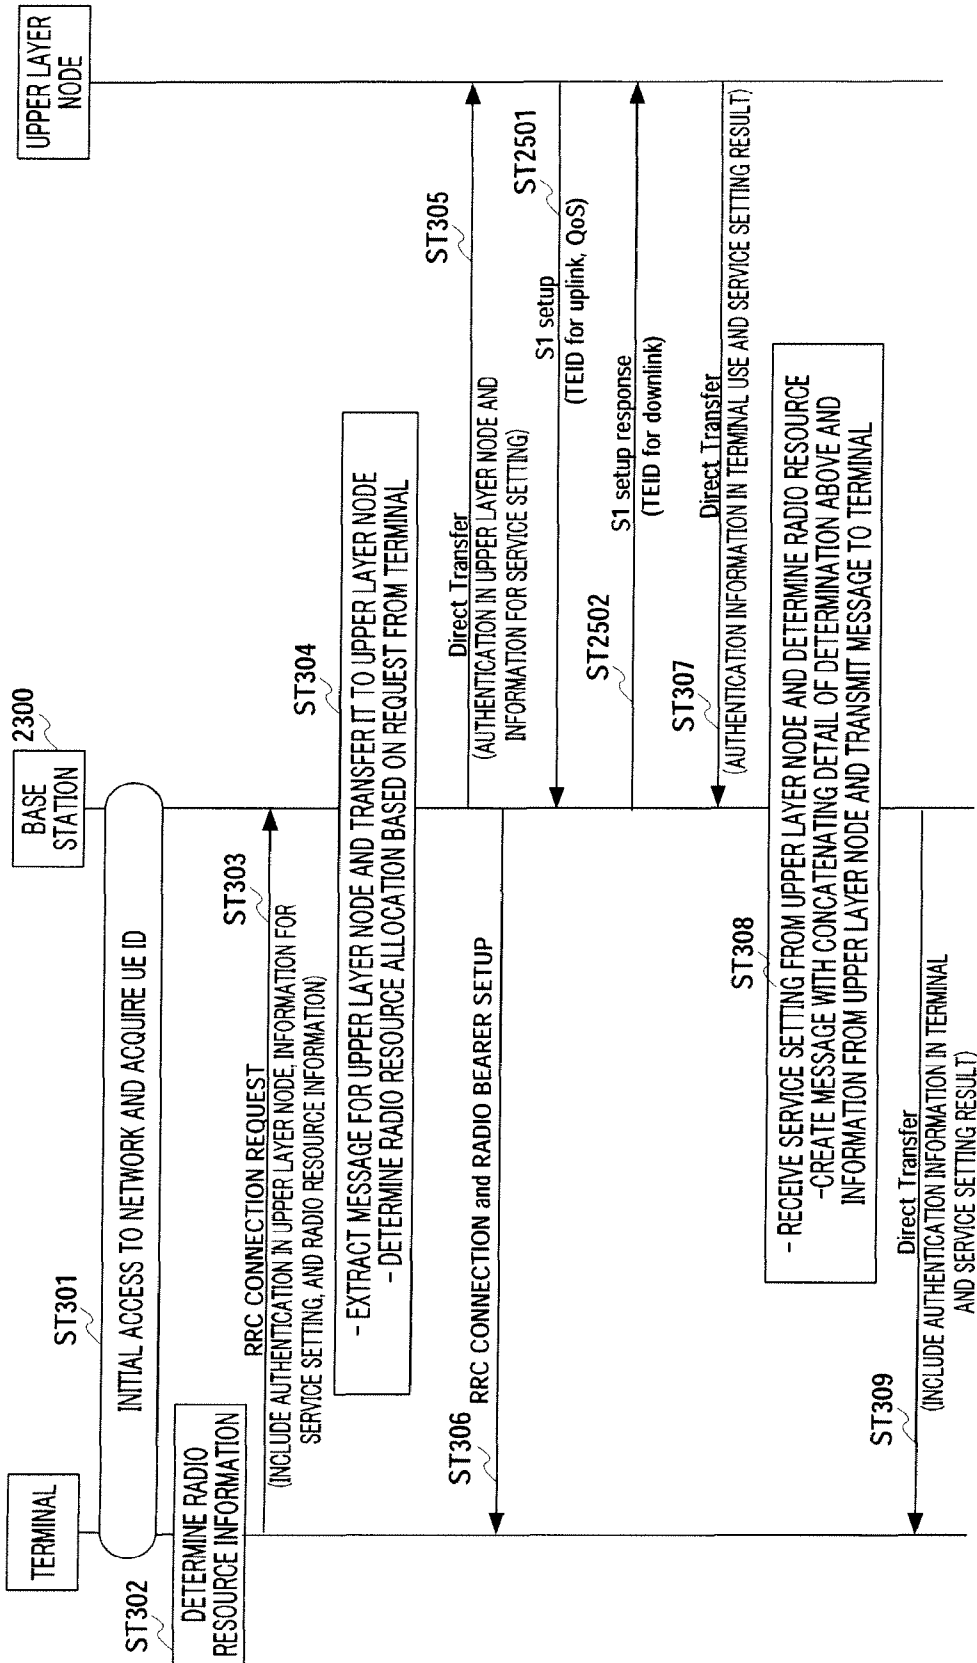 TERMINAL
BASE
STATION
2300
UPPER LAYER
NODE
ST301
INITIAL ACCESS TO NETWORK AND ACQUIRE UE ID
ST302
DETERMINE RADIO
RESOURCE INFORMATION
ST303
RRC CONNECTION REQUEST
(INCLUDE AUTHENTICATION IN UPPER LAYER NODE, INFORMATION FOR
SERVICE SETTING, AND RADIO RESOURCE INFORMATION)
ST304
- EXTRACT MESSAGE FOR UPPER LAYER NODE AND TRANSFER IT TO UPPER LAYER NODE
- DETERMINE RADIO RESOURCE ALLOCATION BASED ON REQUEST FROM TERMINAL
ST305
Direct Transfer
(AUTHENTICATION IN UPPER LAYER NODE AND
INFORMATION FOR SERVICE SETTING)
ST306
RRC CONNECTION and RADIO BEARER SETUP
ST2501
S1 setup
(TEID for uplink, QoS)
ST2502
S1 setup response
(TEID for downlink)
ST307
Direct Transfer
(AUTHENTICATION INFORMATION IN TERMINAL USE AND SERVICE SETTING RESULT)
ST308
- RECEIVE SERVICE SETTING FROM UPPER LAYER NODE AND DETERMINE RADIO RESOURCE
-CREATE MESSAGE WITH CONCATENATING DETAIL OF DETERMINATION ABOVE AND
INFORMATION FROM UPPER LAYER NODE AND TRANSMIT MESSAGE TO TERMINAL
ST309
Direct Transfer
(INCLUDE AUTHENTICATION INFORMATION IN TERMINAL
AND SERVICE SETTING RESULT)